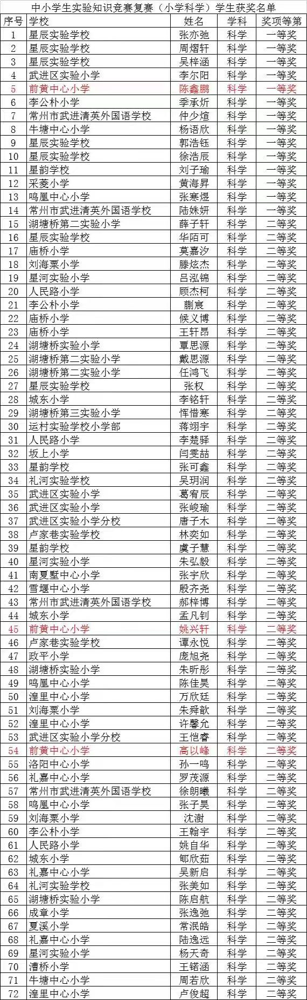 中小学生实验知识竞赛复赛（小学科学）学生获奖名单
序号 学校 姓名 学科 奖项等第
1 星辰实验学校 张亦弛 科学 一等奖
2 星辰实验学校 周熠轩 科学 一等奖
3 星辰实验学校 吴梓涵 科学 一等奖
4 武进区实验小学 李尔阳 科学 一等奖
5 前黄中心小学 陈鑫鹏 科学 一等奖
6 李公朴小学 季承炘 科学 一等奖
7 常州市武进清英外国语学校 仲少煊 科学 一等奖
8 牛塘中心小学 杨语欣 科学 一等奖
9 星辰实验学校 郭浩钰 科学 一等奖
10 星辰实验学校 徐浩辰 科学 一等奖
11 星韵学校 刘子瑜 科学 一等奖
12 采菱小学 黄海昇 科学 一等奖
13 鸣凰中心小学 张寒煜 科学 一等奖
14 常州市武进清英外国语学校 陆姝妍 科学 一等奖
15 湖塘桥第二实验小学 薛子轩 科学 二等奖
16 星辰实验学校 华陌可 科学 二等奖
17 庙桥小学 莫嘉汐 科学 二等奖
18 刘海粟小学 滕炫杰 科学 二等奖
19 星河实验小学 吕泓锦 科学 二等奖
20 人民路小学 顾杰柯 科学 二等奖
21 李公朴小学 蒯宸 科学 二等奖
22 庙桥小学 候义博 科学 二等奖
23 庙桥小学 王轩昂 科学 二等奖
24 湖塘桥实验小学 覃思源 科学 二等奖
25 湖塘桥第二实验小学 戴思源 科学 二等奖
26 湖塘桥第二实验小学 任鸿飞 科学 二等奖
27 星辰实验学校 张权 科学 二等奖
28 城东小学 李铭轩 科学 二等奖
29 湖塘桥第三实验小学 恽惜寒 科学 二等奖
30 运村实验学校小学部 蒋翊宇 科学 二等奖
31 人民路小学 李楚驿 科学 二等奖
32 坂上小学 闫雯喆 科学 二等奖
33 星韵学校 张可鑫 科学 二等奖
34 礼河实验学校 吴玥润 科学 二等奖
35 武进区实验小学 葛宥辰 科学 二等奖
36 武进区实验小学 张峻瑜 科学 二等奖
37 武进区实验小学分校 唐子木 科学 二等奖
38 卢家巷实验学校 林奕如 科学 二等奖
39 星韵学校 虞子慧 科学 二等奖
40 星河实验小学 朱弘毅 科学 二等奖
41 南夏墅中心小学 张宇欣 科学 二等奖
42 雪堰中心小学 殷齐尧 科学 二等奖
43 常州市武进清英外国语学校 郝梓博 科学 二等奖
44 城东小学 孟凡钊 科学 二等奖
45 前黄中心小学 姚兴轩 科学 二等奖
46 卢家巷实验学校 谭永悦 科学 二等奖
47 政平小学 庞旭尧 科学 二等奖
48 湖塘桥实验小学 朱昕彤 科学 二等奖
49 鸣凰中心小学 陈佳昊 科学 二等奖
50 湟里中心小学 万欣廷 科学 二等奖
51 刘海粟小学 朱舜歆 科学 二等奖
52 湟里中心小学 许馨允 科学 二等奖
53 武进区实验小学分校 王恺睿 科学 二等奖
54 前黄中心小学 高以峰 科学 二等奖
55 洛阳中心小学 孙一鸣 科学 二等奖
56 礼嘉中心小学 罗茂源 科学 二等奖
57 常州市武进清英外国语学校 徐朗曦 科学 二等奖
58 鸣凰中心小学 张子昊 科学 二等奖
59 刘海粟小学 沈澍 科学 二等奖
60 李公朴小学 王翰宇 科学 二等奖
61 人民路小学 姚自华 科学 二等奖
62 城东小学 郇欣茹 科学 二等奖
63 礼嘉中心小学 吴新启 科学 二等奖
64 礼河实验学校 张美如 科学 二等奖
65 湖塘桥实验小学 陈启航 科学 二等奖
66 成章小学 张逸弛 科学 二等奖
67 夏溪小学 常泯皓 科学 二等奖
68 礼嘉中心小学 陆逸远 科学 二等奖
69 星河实验小学 杨天奇 科学 二等奖
70 漕桥小学 王锘涵 科学 二等奖
71 牛塘中心小学 周若欣 科学 二等奖
72 湟里中心小学 卢俊超 科学 二等奖